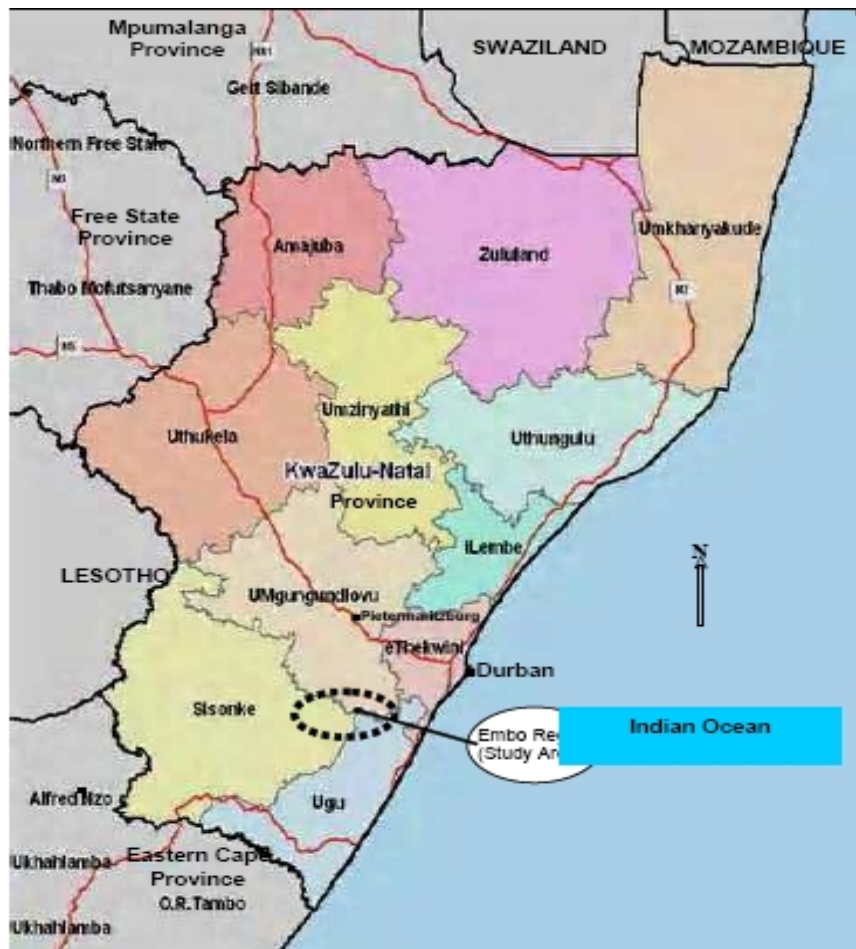 Mpumalanga
Province
SWAZILAND
MOZAMBIQUE
Gert Sibande
Northern Free State
Free State
Province
Amajuba
Zululand
Umkhanyakude
Thabo Mofutsanyane
N2
Umzinyathi
Uthukela
Uthungulu
KwaZulu-Natal
Province
iLembe
LESOTHO
UMgungundlovu
N
Pietermaritzburg
eThekwini
Durban
Sisonke
Indian Ocean
Embo Re
(Study Ar
Alfred Nzo
Ugu
Ukhahlamba
Eastern Cape
Province
O.R.Tambo
Ukhahlamba